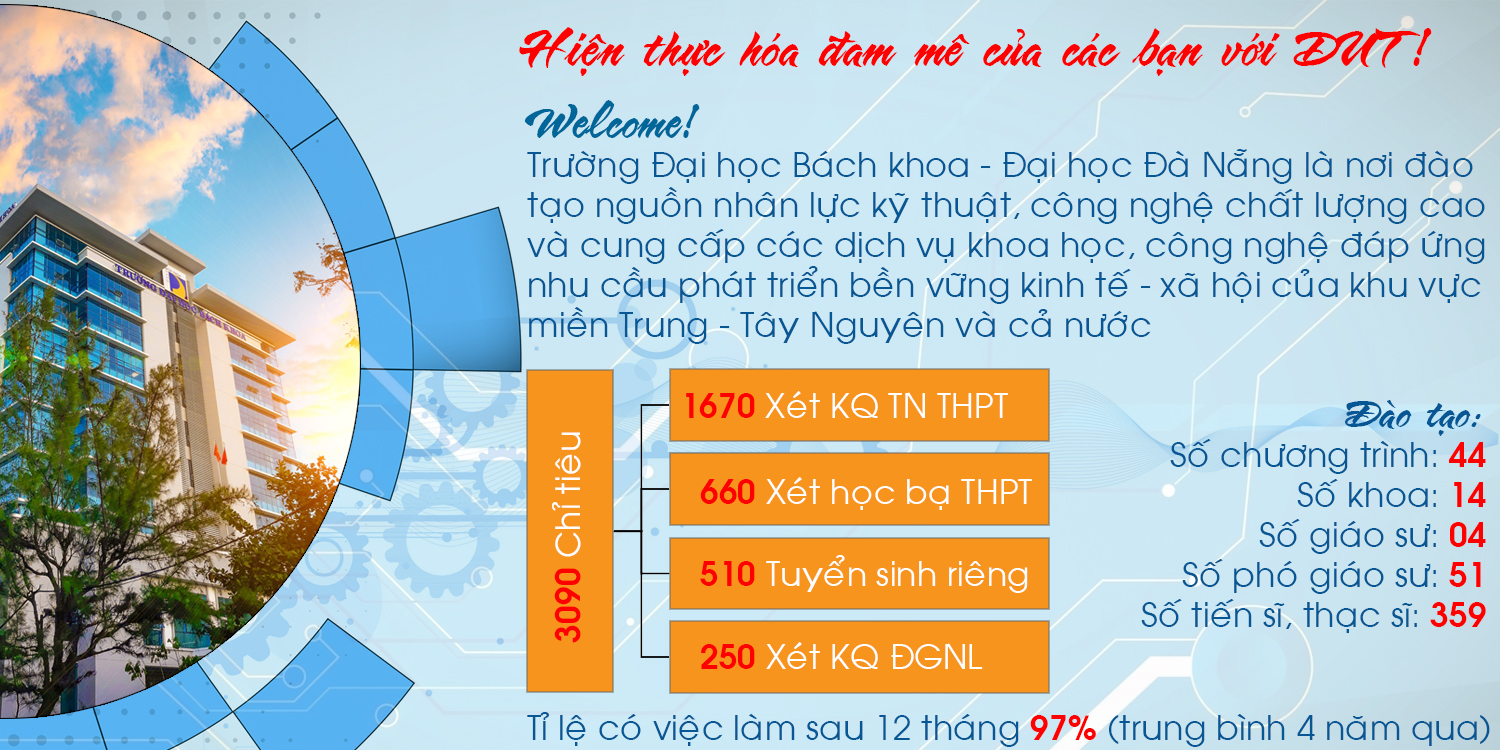 Hiện thực hóa đam mê của các bạn với ĐUT!
Welcome!
Trường Đại học Bách khoa - Đại học Đà Nẵng là nơi đào
tạo nguồn nhân lực kỹ thuật, công nghệ chất lượng cao
và cung cấp các dịch vụ khoa học, công nghệ đáp ứng
nhu cầu phát triển bền vững kinh tế - xã hội của khu vực
miền Trung - Tây Nguyên và cả nước
TRƯỜNG ĐẠI HỌC BÁCH KHOA
3090 Chỉ tiêu
1670 Xét KQ TN THPT
660 Xét học bạ THPT
510 Tuyển sinh riêng
250 Xét KQ ĐGNL
Đào tạo:
Số chương trình: 44
Số khoa: 14
Số giáo sư: 04
Số phó giáo sư: 51
Số tiến sĩ, thạc sĩ: 359
Tỉ lệ có việc làm sau 12 tháng 97% (trung bình 4 năm qua)